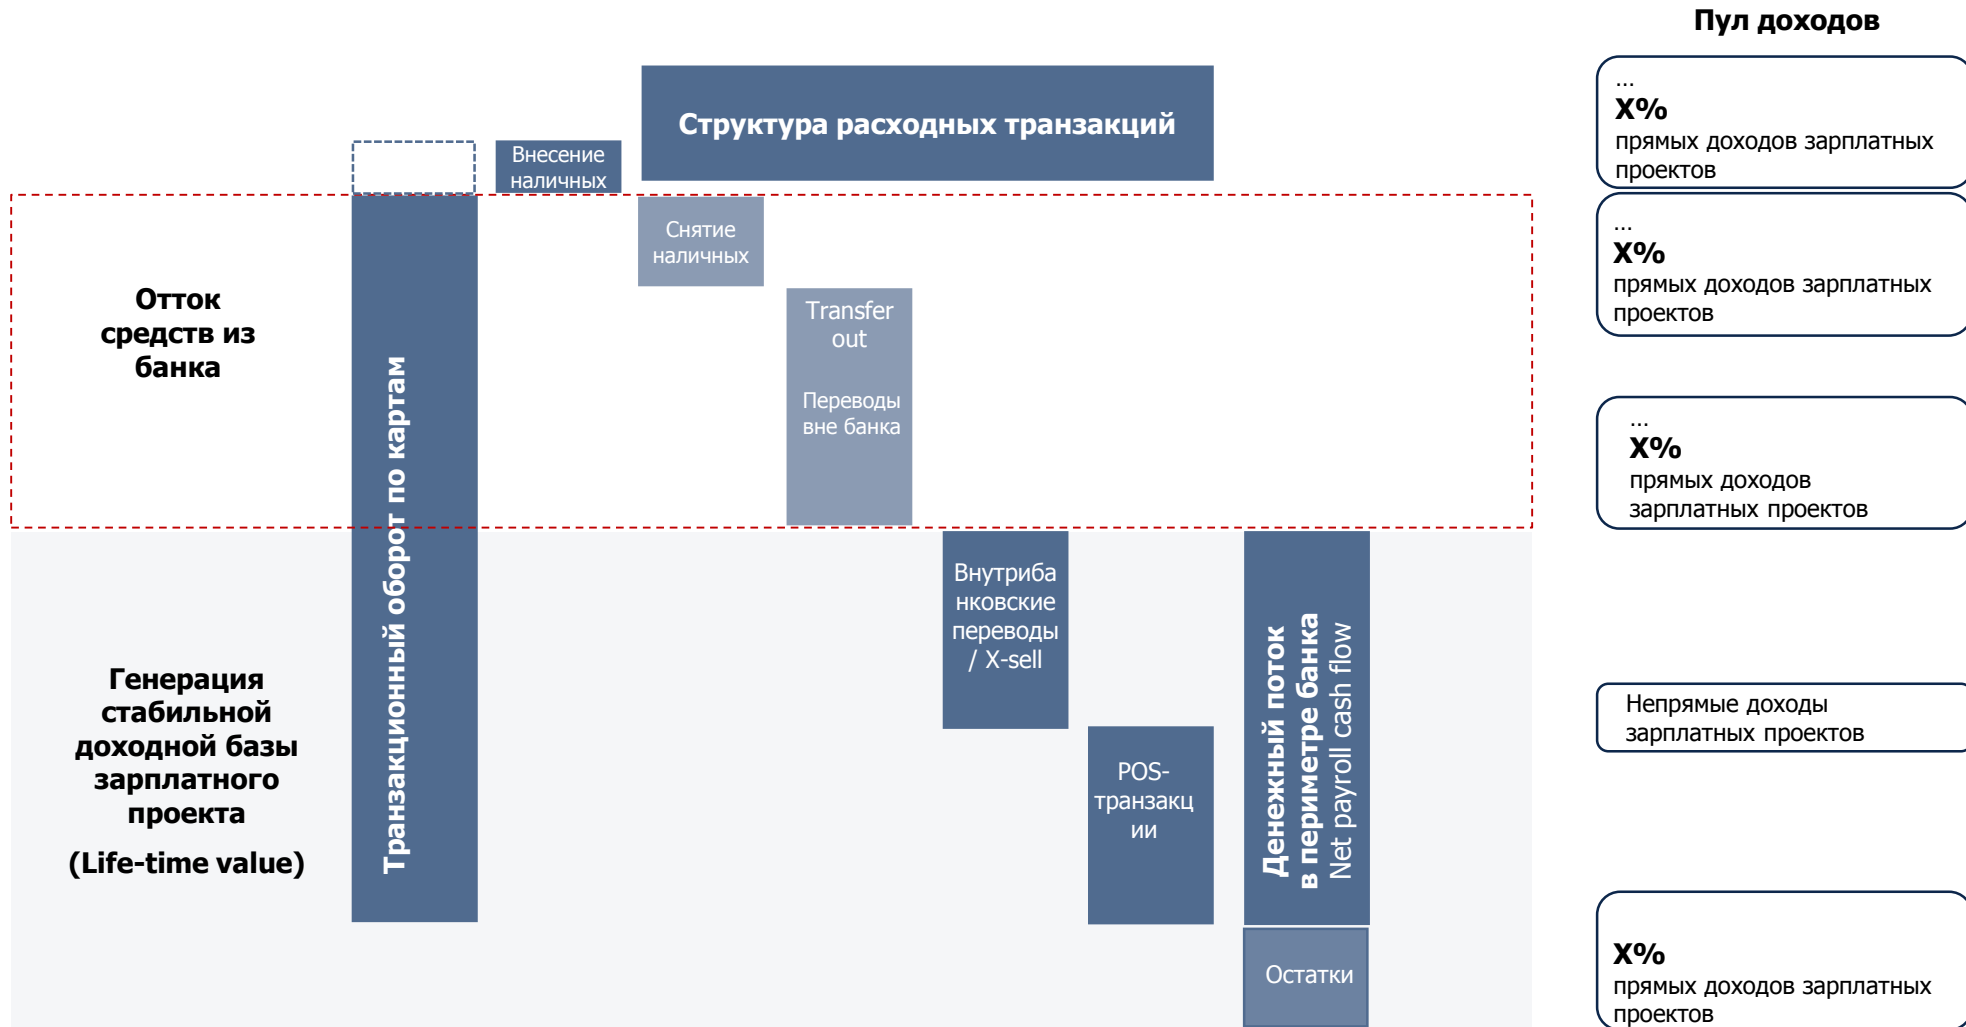 Пул доходов
Структура расходных транзакций
Внесение
наличных
Снятие
наличных
Transfer
out
Переводы
вне банка
Отток
средств из
банка
Транзакционный оборот по картам
Внутриба
нковские
переводы
/ X-sell
POS-
транзакц
ии
Денежный поток
в периметре банка
Net payroll cash flow
Остатки
Генерация
стабильной
доходной базы
зарплатного
проекта
(Life-time value)
...
X%
прямых доходов зарплатных
проектов
...
X%
прямых доходов зарплатных
проектов
...
X%
прямых доходов
зарплатных проектов
Непрямые доходы
зарплатных проектов
X%
прямых доходов зарплатных
проектов